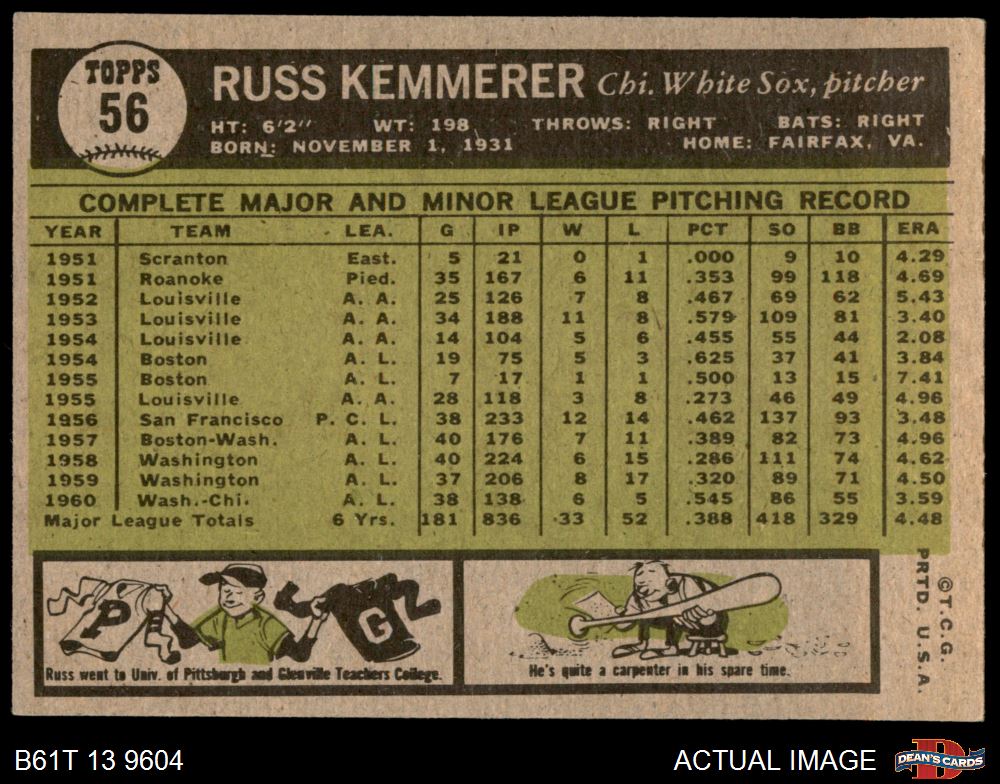 TOPPS
56
RUSS KEMMERER Chi. White Sox, pitcher
HT: 6'2" WT: 198 THROWS: RIGHT BATS: RIGHT
BORN: NOVEMBER 1, 1931 HOME: FAIRFAX, VA.
COMPLETE MAJOR AND MINOR LEAGUE PITCHING RECORD
YEAR TEAM LEA. G IP W L PCT SO BB ERA
1951 Scranton East. 5 21 0 1 .000 9 10 4.29
1951 Roanoke Pied. 35 167 6 11 .353 99 118 4.69
1952 Louisville A. A. 25 126 7 8 .467 69 62 5.43
1953 Louisville A. A. 34 188 11 8 .579 109 81 3.40
1954 Louisville A. A. 14 104 5 6 .455 55 44 2.08
1954 Boston A. L. 19 75 5 3 .625 37 41 3.84
1955 Boston A. L. 7 17 1 1 .500 13 15 7.41
1955 Louisville A. A. 28 118 3 8 .273 46 49 4.96
1956 San Francisco P. C. L. 38 233 12 14 .462 137 93 3.48
1957 Boston-Wash. A. L. 40 176 7 11 .389 82 73 4.96
1958 Washington A. L. 40 224 6 15 .286 111 74 4.62
1959 Washington A. L. 37 206 8 17 .320 89 71 4.50
1960 Wash.-Chi. A. L. 38 138 6 5 .545 86 55 3.59
Major League Totals 6 Yrs. 181 836 33 52 .388 418 329 4.48
P
G
Russ went to Univ. of Pittsburgh and Glenville Teachers College.
He's quite a carpenter in his spare time.
©T.C.G.
PRTD. U.S.A.
B61T 13 9604
ACTUAL IMAGE
D
DEAN'S CARDS